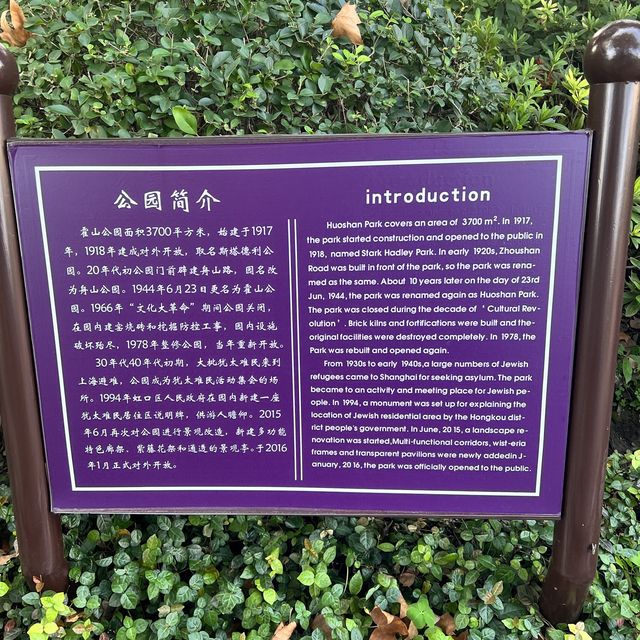 公园简介
霍山公园面积3700平方米，始建于1917
年，1918年建成对外开放，取名斯塔德利公
园。20年代初公园门前辟建舟山路，园名改
为舟山公园。1944年6月23日更名为霍山公
园。1966年“文化大革命”期间公园关闭，
在园内建窑烧砖和挖掘防控工事，园内设施
破坏殆尽，1978年整修公园，当年重新开放。
30年代40年代初期，大批犹太难民来到
上海避难，公园成为犹太难民活动集会的场
所。1994年虹口区人民政府在园内新建一座
犹太难民居住区说明碑，供游人瞻仰。2015
年6月再次对公园进行景观改造，新建多功能
特色廊架、紫藤花架和通透的景观亭。于2016
年1月正式对外开放。
introduction
Huoshan Park covers an area of 3700 m². In 1917,
the park started construction and opened to the public in
1918, named Stark Hadley Park. In early 1920s, Zhoushan
Road was built in front of the park, so the park was rena-
med as the same. About 10 years later on the day of 23rd
Jun, 1944, the park was renamed again as Huoshan Park.
The park was closed during the decade of ‘Cultural Rev-
olution’. Brick kilns and fortifications were built and the-
original facilities were destroyed completely. In 1978, the
Park was rebuilt and opened again.
From 1930s to early 1940s,a large numbers of Jewish
refugees came to Shanghai for seeking asylum. The park
became to an activity and meeting place for Jewish pe-
ople. In 1994, a monument was set up for explaining the
location of Jewish residential area by the Hongkou dist-
rict people's government. In June, 2015, a landscape re-
novation was started,Multi-functional corridors, wist-eria
frames and transparent pavilions were newly addedin J-
anuary, 2016, the park was officially opened to the public.